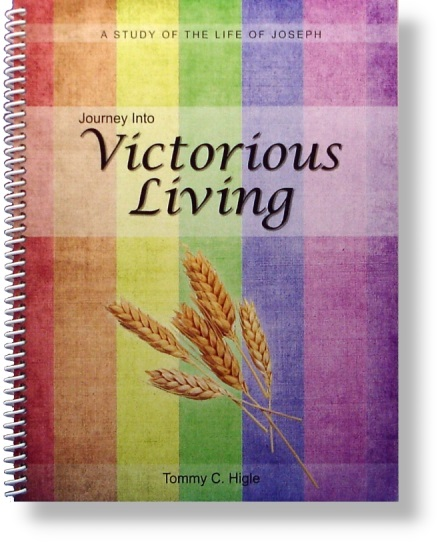 A STUDY OF THE LIFE OF JOSEPH
Journey Into
Victorious
Living
Tommy C. Higle